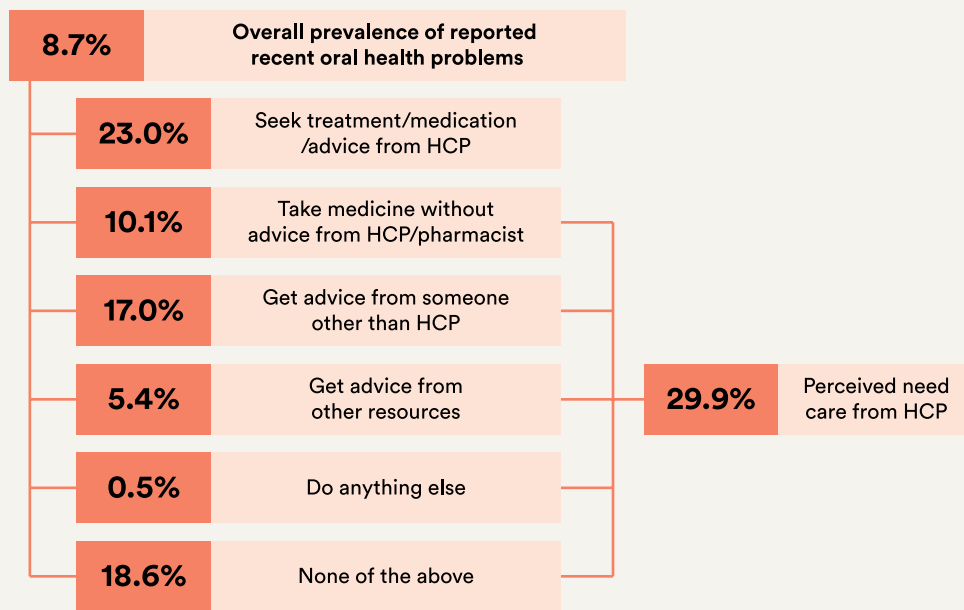 8.7%
Overall prevalence of reported
recent oral health problems
23.0%
Seek treatment/medication
/advice from HCP
10.1%
Take medicine without
advice from HCP/pharmacist
17.0%
Get advice from someone
other than HCP
5.4%
Get advice from
other resources
29.9%
Perceived need
care from HCP
0.5%
Do anything else
18.6%
None of the above